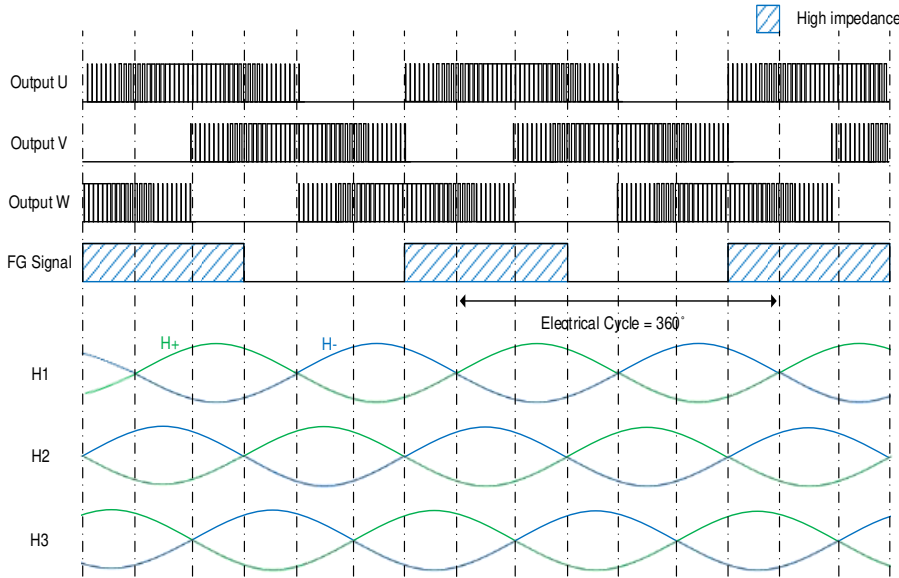 High impedance
Output U
Output V
Output W
FG Signal
Electrical Cycle = 360°
H+
H-
H1
H2
H3